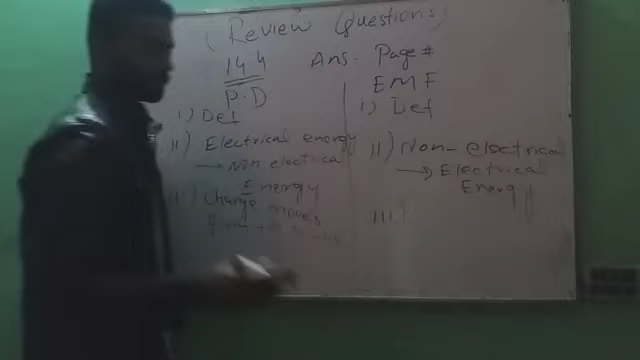 ( Review Questions )
144 Ans. Page #
P.D
i) Def
ii) Electrical energy
→ Non electrical
Energy
Charge moves
EMF
i) Def
ii) Non-electrical
→ Electrical
Energy
iii)